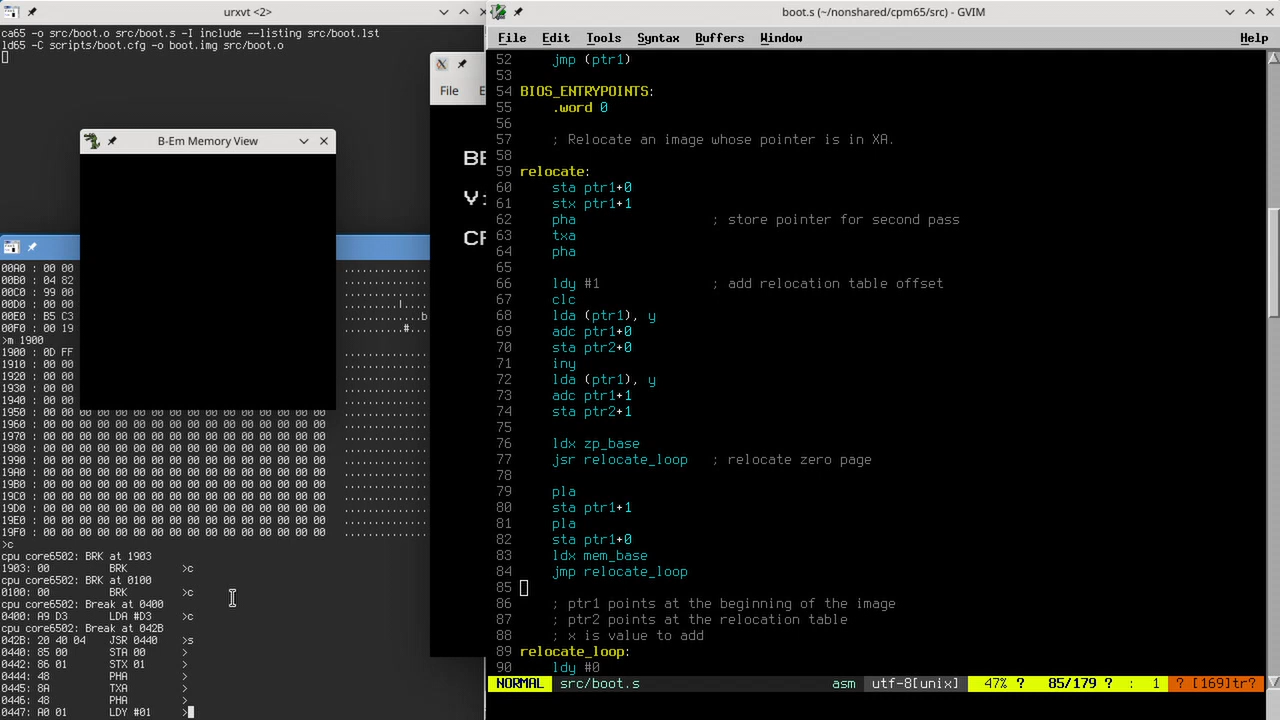 urxvt <2>
ca65 -o src/boot.o src/boot.s -I include --listing src/boot.lst
ld65 -C scripts/boot.cfg -o boot.img src/boot.o
B-Em Memory View
File
BE
V:
CF
00A0 : 00 00
00B0 : 04 82
00C0 : 99 00
00D0 : 00 00
00E0 : B5 C3
00F0 : 00 19
>m 1900
1900 : 0D FF
1910 : 00 00
1920 : 00 00
1930 : 00 00
1940 : 00 00
1950 : 00 00 00 00 00 00 00 00 00 00 00 00 00 00 00 00 ................
1960 : 00 00 00 00 00 00 00 00 00 00 00 00 00 00 00 00 ................
1970 : 00 00 00 00 00 00 00 00 00 00 00 00 00 00 00 00 ................
1980 : 00 00 00 00 00 00 00 00 00 00 00 00 00 00 00 00 ................
1990 : 00 00 00 00 00 00 00 00 00 00 00 00 00 00 00 00 ................
19A0 : 00 00 00 00 00 00 00 00 00 00 00 00 00 00 00 00 ................
19B0 : 00 00 00 00 00 00 00 00 00 00 00 00 00 00 00 00 ................
19C0 : 00 00 00 00 00 00 00 00 00 00 00 00 00 00 00 00 ................
19D0 : 00 00 00 00 00 00 00 00 00 00 00 00 00 00 00 00 ................
19E0 : 00 00 00 00 00 00 00 00 00 00 00 00 00 00 00 00 ................
19F0 : 00 00 00 00 00 00 00 00 00 00 00 00 00 00 00 00 ................
>c
cpu core6502: BRK at 1903
1903: 00 BRK >c
cpu core6502: BRK at 0100
0100: 00 BRK >c
cpu core6502: Break at 0400
0400: A9 D3 LDA #D3 >c
cpu core6502: Break at 042B
042B: 20 40 04 JSR 0440 >s
0440: 85 00 STA 00 >
0442: 86 01 STX 01 >
0444: 48 PHA >
0445: 8A TXA >
0446: 48 PHA >
0447: A0 01 LDY #01 >
boot.s (~/nonshared/cpm65/src) - GVIM
File Edit Tools Syntax Buffers Window Help
52 jmp (ptr1)
53
54 BIOS_ENTRYPOINTS:
55 .word 0
56
57 ; Relocate an image whose pointer is in XA.
58
59 relocate:
60 sta ptr1+0
61 stx ptr1+1
62 pha ; store pointer for second pass
63 txa
64 pha
65
66 ldy #1 ; add relocation table offset
67 clc
68 lda (ptr1), y
69 adc ptr1+0
70 sta ptr2+0
71 iny
72 lda (ptr1), y
73 adc ptr1+1
74 sta ptr2+1
75
76 ldx zp_base
77 jsr relocate_loop ; relocate zero page
78
79 pla
80 sta ptr1+1
81 pla
82 sta ptr1+0
83 ldx mem_base
84 jmp relocate_loop
85
86 ; ptr1 points at the beginning of the image
87 ; ptr2 points at the relocation table
88 ; x is value to add
89 relocate_loop:
90 ldy #0
NORMAL src/boot.s asm utf-8[unix] 47% ? 85/179 ? : 1 ? [169]tr?